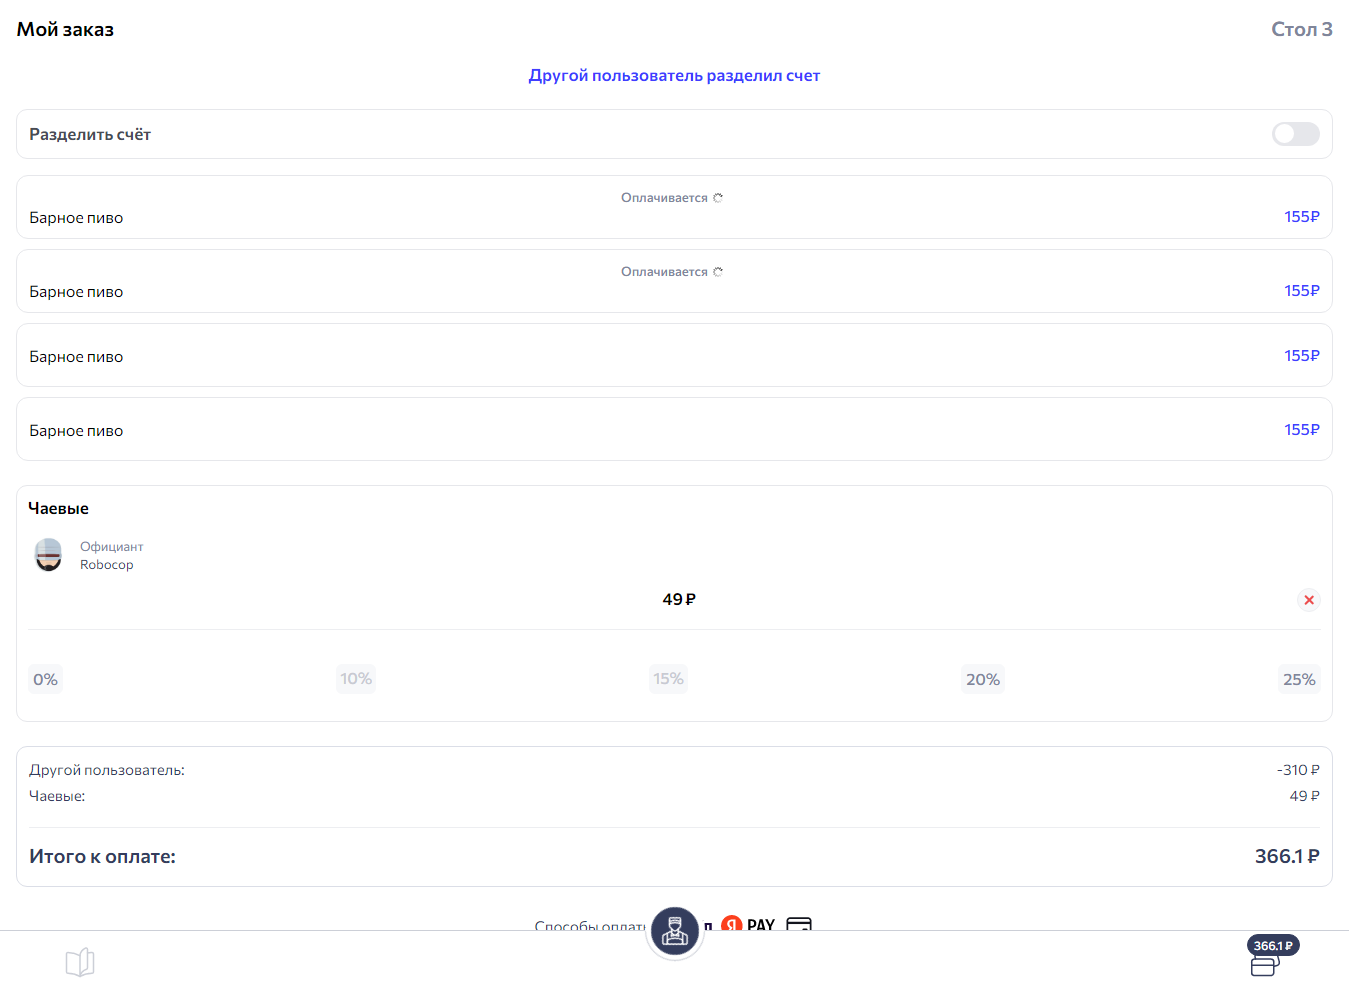 Мой заказ
Стол 3
Другой пользователь разделил счет
Разделить счёт
Оплачивается
Барное пиво
155₽
Оплачивается
Барное пиво
155₽
Барное пиво
155₽
Барное пиво
155₽
Чаевые
Официант
Robocop
49 ₽
0%
10%
15%
20%
25%
Другой пользователь:
-310 ₽
Чаевые:
49 ₽
Итого к оплате:
366.1 ₽
Способы оплат
Я PAY
366.1 ₽